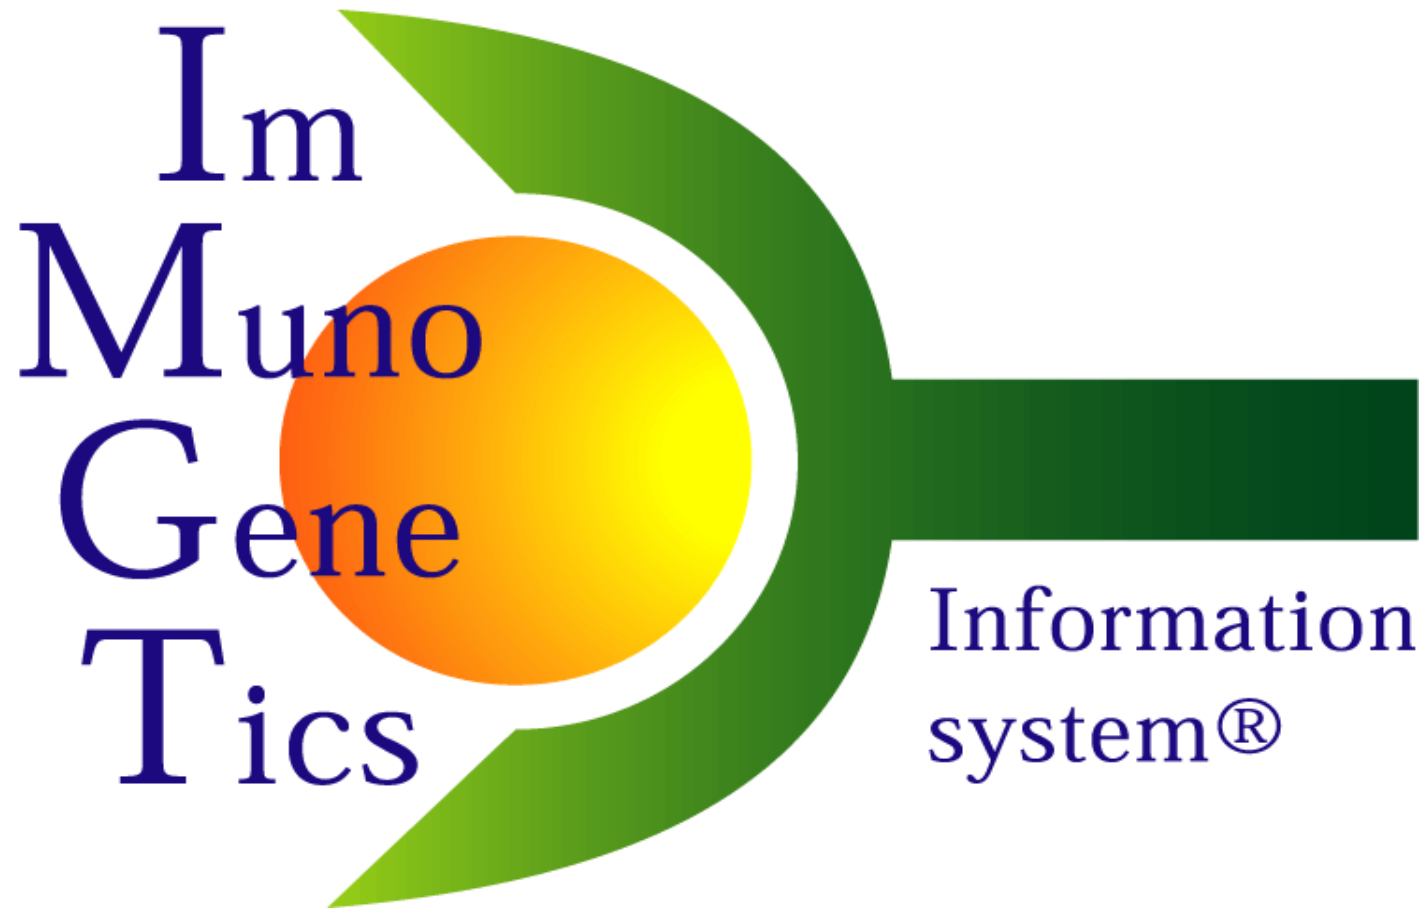 Im
Muno
Gene
Tics
Information
system®